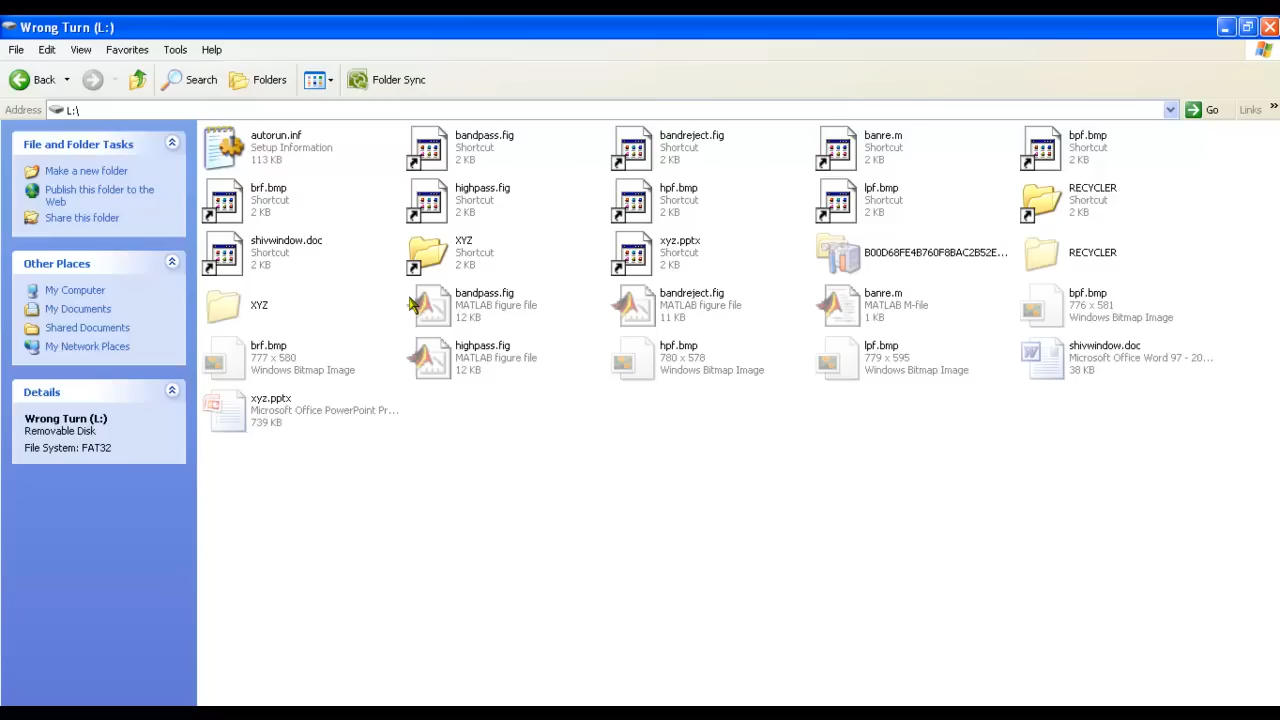 Wrong Turn (L:)
File Edit View Favorites Tools Help
Back Search Folders Folder Sync
Address L:\ Go Links »
File and Folder Tasks
Make a new folder
Publish this folder to the
Web
Share this folder
Other Places
My Computer
My Documents
Shared Documents
My Network Places
Details
Wrong Turn (L:)
Removable Disk
File System: FAT32
autorun.inf
Setup Information
113 KB
bandpass.fig
Shortcut
2 KB
bandreject.fig
Shortcut
2 KB
banre.m
Shortcut
2 KB
bpf.bmp
Shortcut
2 KB
brf.bmp
Shortcut
2 KB
highpass.fig
Shortcut
2 KB
hpf.bmp
Shortcut
2 KB
lpf.bmp
Shortcut
2 KB
RECYCLER
Shortcut
2 KB
shivwindow.doc
Shortcut
2 KB
XYZ
Shortcut
2 KB
xyz.pptx
Shortcut
2 KB
B00D68FE4B760F8BAC2B52E...
RECYCLER
XYZ
bandpass.fig
MATLAB figure file
12 KB
bandreject.fig
MATLAB figure file
11 KB
banre.m
MATLAB M-file
1 KB
bpf.bmp
776 x 581
Windows Bitmap Image
brf.bmp
777 x 580
Windows Bitmap Image
highpass.fig
MATLAB figure file
12 KB
hpf.bmp
780 x 578
Windows Bitmap Image
lpf.bmp
779 x 595
Windows Bitmap Image
shivwindow.doc
Microsoft Office Word 97 - 20...
38 KB
xyz.pptx
Microsoft Office PowerPoint Pr...
739 KB